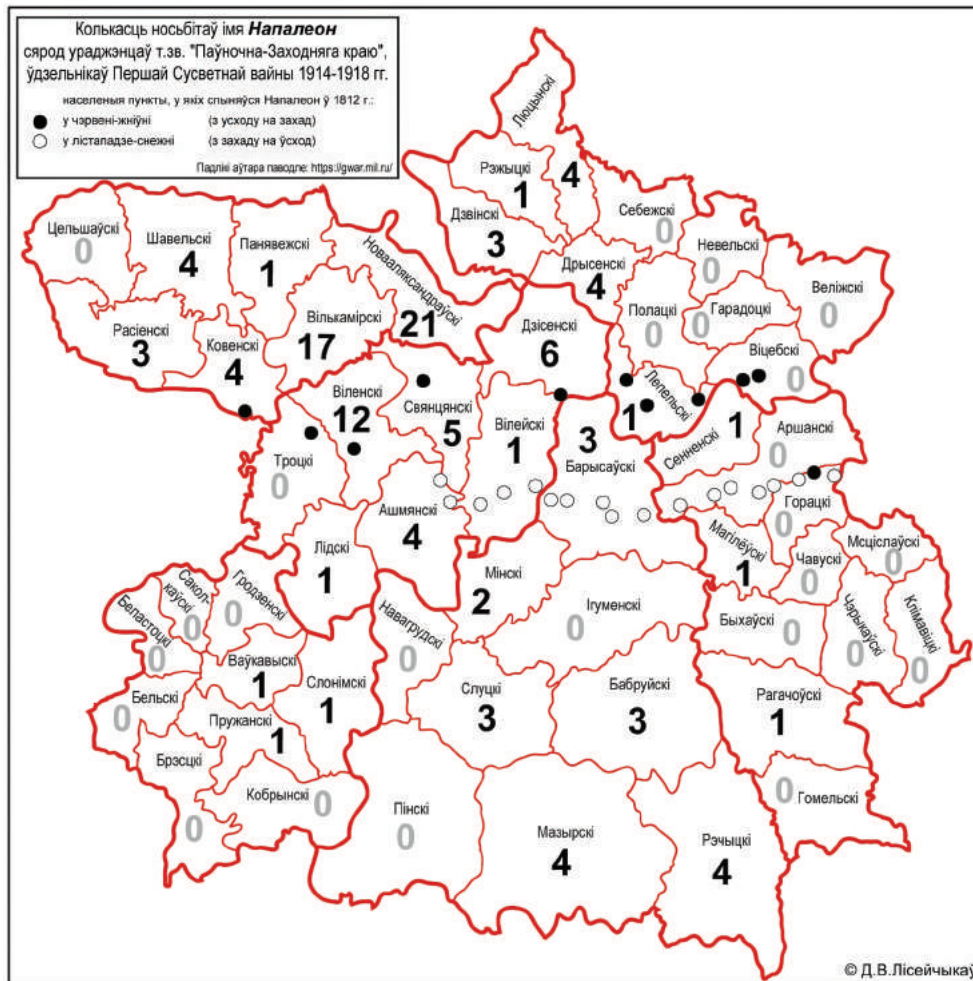 Колькасць носьбітаў імя Напалеон
сярод ураджэнцаў т.зв. "Паўночна-Заходняга краю",
ўдзельнікаў Першай Сусветнай вайны 1914-1918 гг.
населеныя пункты, у якіх спыняўся Напалеон ў 1812 г.:
у чэрвені-жніўні (з усходу на захад)
у лістападзе-снежні (з захаду на ўсход)
Падлікі аўтара паводле: https://gwar.mil.ru/
Люцынскі
4
Рэжыцкі
1
Дзвінскі
3
Себежскі
0
Невельскі
0
Дрысенскі
4
Полацкі
0
Гарадоцкі
0
Веліжскі
0
Віцебскі
0
Лепельскі
1
Цельшаўскі
0
Шавельскі
4
Панявежскі
1
Новааляксандраўскі
21
Расіенскі
3
Ковенскі
4
Вількамірскі
17
Дзісенскі
6
Віленскі
12
Свянцянскі
5
Вілейскі
1
Троцкі
0
Ашмянскі
4
Лідскі
1
3
Барысаўскі
Сенненскі
1
Аршанскі
0
Горацкі
0
Магілёўскі
1
Чавускі
0
Мсціслаўскі
0
Мінскі
2
Ігуменскі
0
Быхаўскі
0
Чэрыкаўскі
0
Клімавіцкі
0
Сакол-
каўскі
0
Гродзенскі
0
Беластоцкі
0
Навагрудскі
0
Ваўкавыскі
1
Слонімскі
1
Бельскі
0
Пружанскі
1
Слуцкі
3
Бабруйскі
3
Рагачоўскі
1
Брэсцкі
0
Кобрынскі
0
Пінскі
0
Мазырскі
4
Рэчыцкі
4
Гомельскі
0
© Д.В.Лісейчыкаў